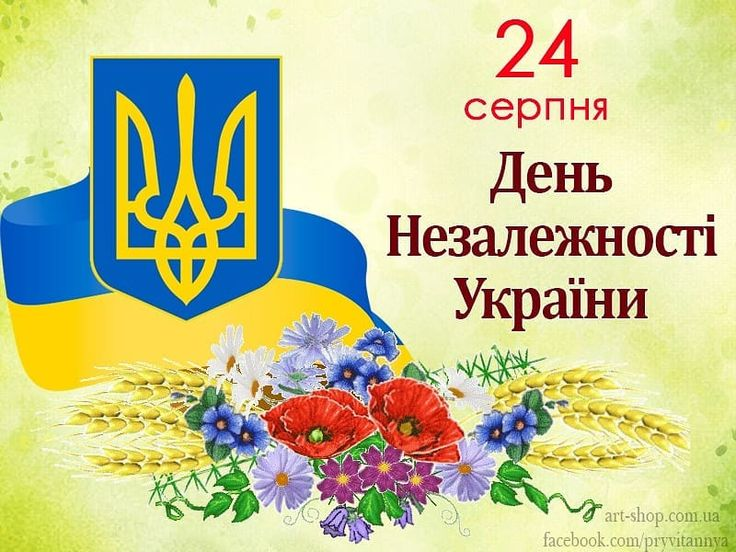 24
серпня
День
Незалежності
України
art-shop.com.ua
facebook.com/pryvitannya